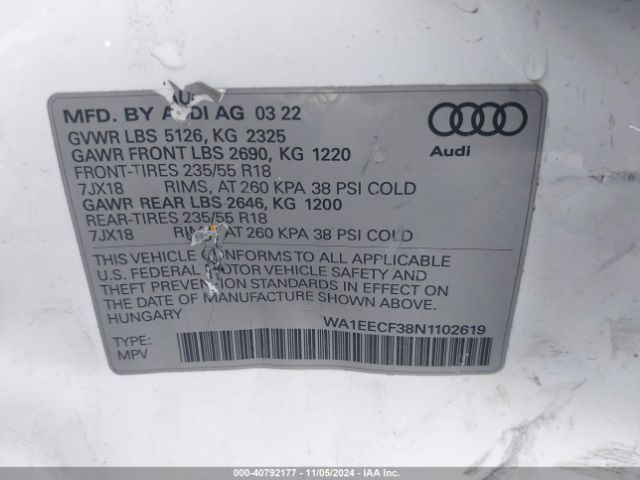 MFD. BY AUDI AG 03 22
GVWR LBS 5126, KG 2325
GAWR FRONT LBS 2690, KG 1220
FRONT-TIRES 235/55 R18
7JX18 RIMS, AT 260 KPA 38 PSI COLD
GAWR REAR LBS 2646, KG 1200
REAR-TIRES 235/55 R18
7JX18 RIMS, AT 260 KPA 38 PSI COLD
Audi
THIS VEHICLE CONFORMS TO ALL APPLICABLE
U.S. FEDERAL MOTOR VEHICLE SAFETY AND
THEFT PREVENTION STANDARDS IN EFFECT ON
THE DATE OF MANUFACTURE SHOWN ABOVE.
HUNGARY
WA1EECF38N1102619
TYPE:
MPV
000-40792177 - 11/05/2024 - IAAI.COM